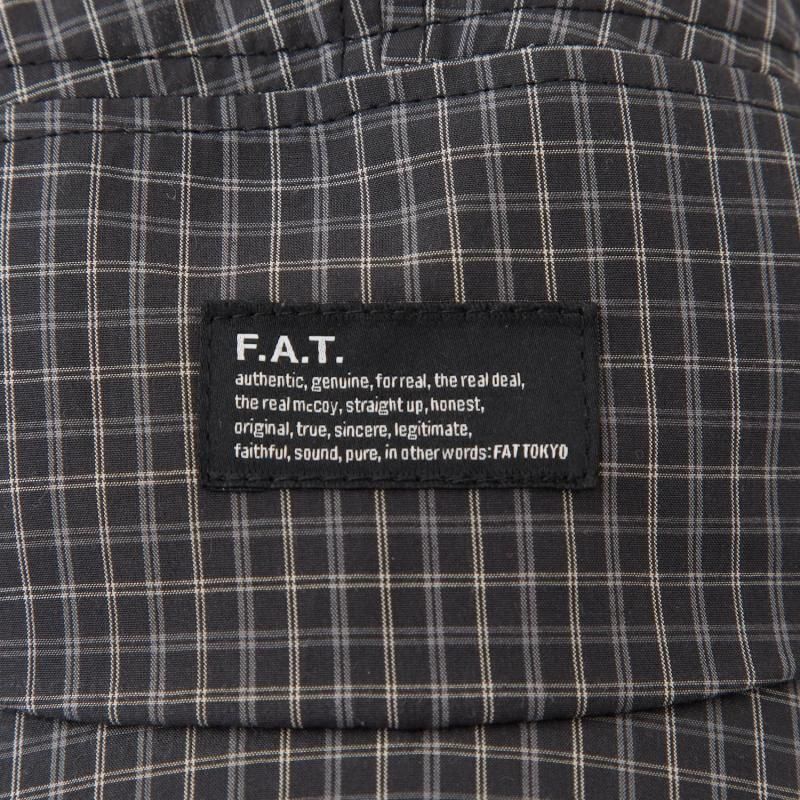 F.A.T.
authentic, genuine, for real, the real deal,
the real mcCoy, straight up, honest,
original, true, sincere, legitimate,
faithful, sound, pure, in other words: FAT TOKYO